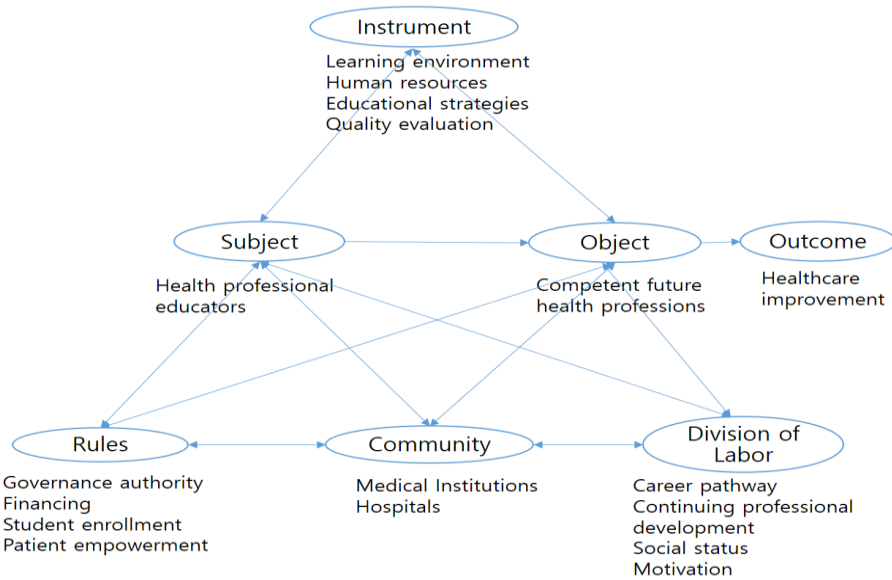 Instrument
Learning environment
Human resources
Educational strategies
Quality evaluation
Subject
Health professional
educators
Object
Competent future
health professions
Outcome
Healthcare
improvement
Rules
Governance authority
Financing
Student enrollment
Patient empowerment
Community
Medical Institutions
Hospitals
Division of
Labor
Career pathway
Continuing professional
development
Social status
Motivation